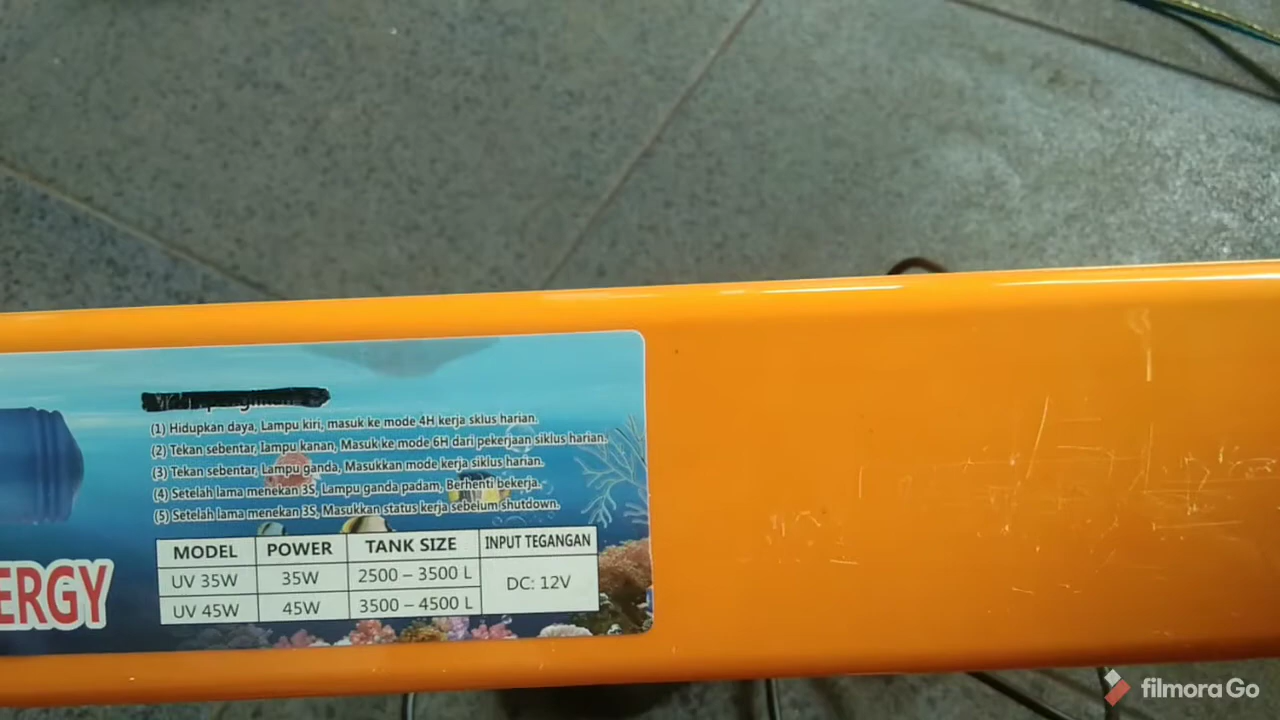 (1) Hidupkan daya, Lampu kiri, masuk ke mode 4H kerja sklus harian.
(2) Tekan sebentar, lampu kanan, Masuk ke mode 6H dari pekerjaan siklus harian.
(3) Tekan sebentar, Lampu ganda, Masukkan mode kerja siklus harian.
(4) Setelah lama menekan 3S, Lampu ganda padam, Berhenti bekerja.
(5) Setelah lama menekan 3S, Masukkan status kerja sebelum shutdown.
ERGY
MODEL POWER TANK SIZE INPUT TEGANGAN
UV 35W 35W 2500 – 3500 L DC: 12V
UV 45W 45W 3500 – 4500 L
filmoraGo